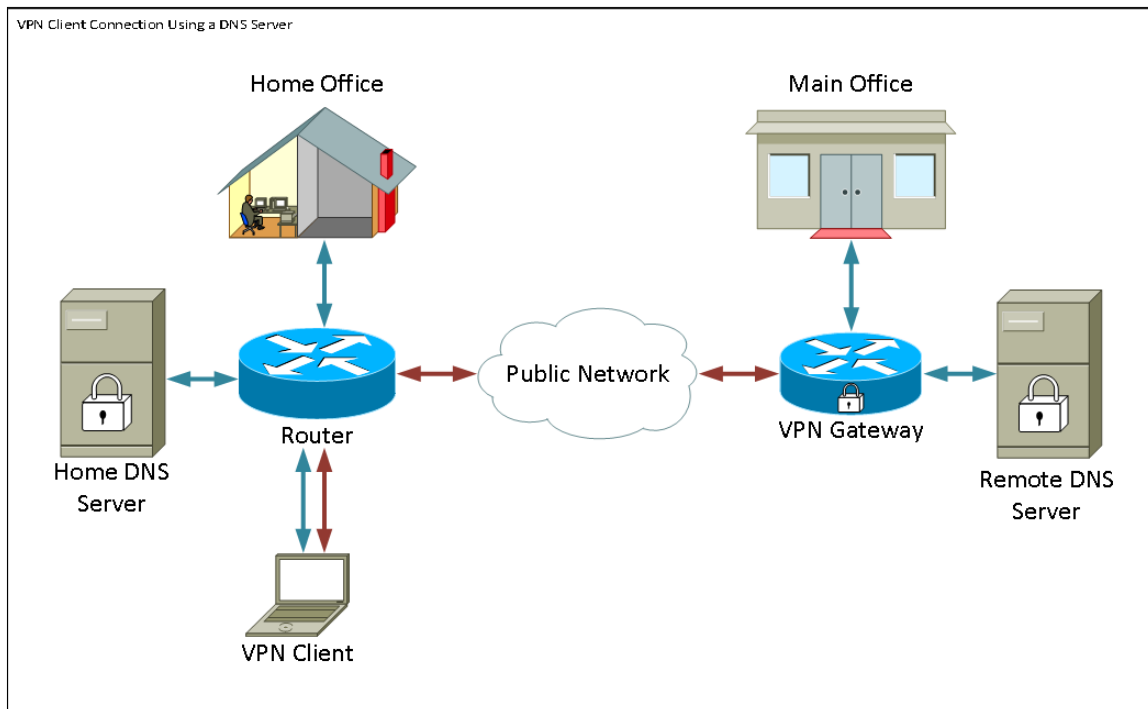 VPN Client Connection Using a DNS Server
Home Office
Main Office
Public Network
Router
VPN Gateway
Home DNS
Server
Remote DNS
Server
VPN Client